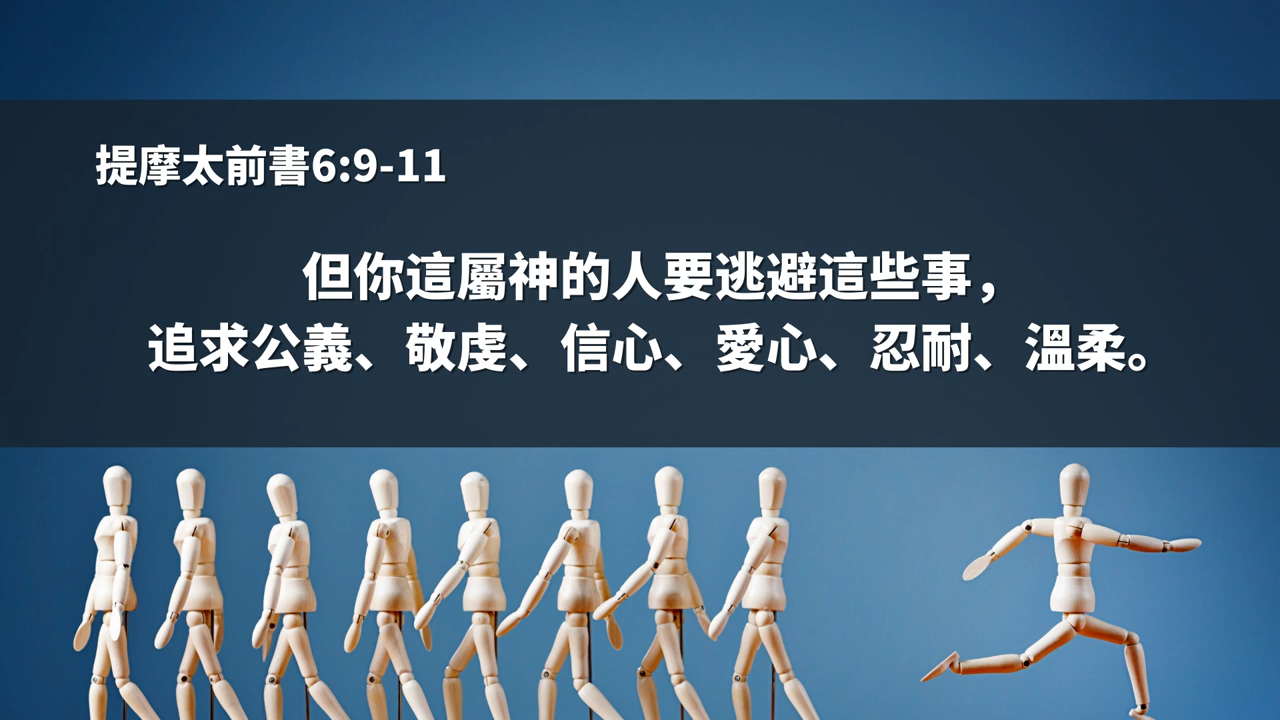 提摩太前書6:9-11
但你這屬神的人要逃避這些事，
追求公義、敬虔、信心、愛心、忍耐、溫柔。